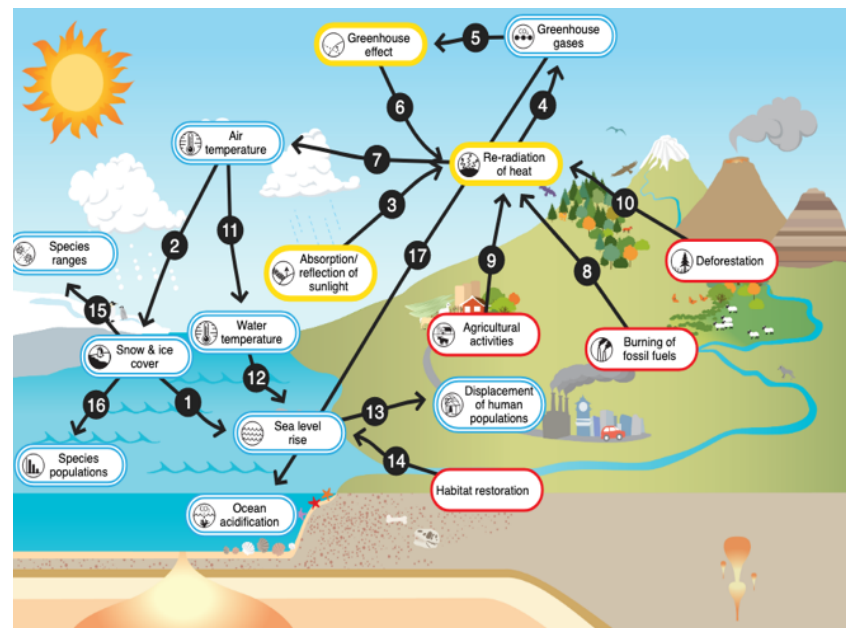 Greenhouse
effect
5
Greenhouse
gases
CO₂
6
4
Air
temperature
7
Re-radiation
of heat
3
10
2
11
17
Species
ranges
Absorption/
reflection of
sunlight
9
8
Deforestation
15
Water
temperature
Agricultural
activities
Burning of
fossil fuels
Snow & ice
cover
12
16
1
13
Displacement
of human
populations
Sea level
rise
14
Species
populations
Habitat restoration
CO₂
Ocean
acidification